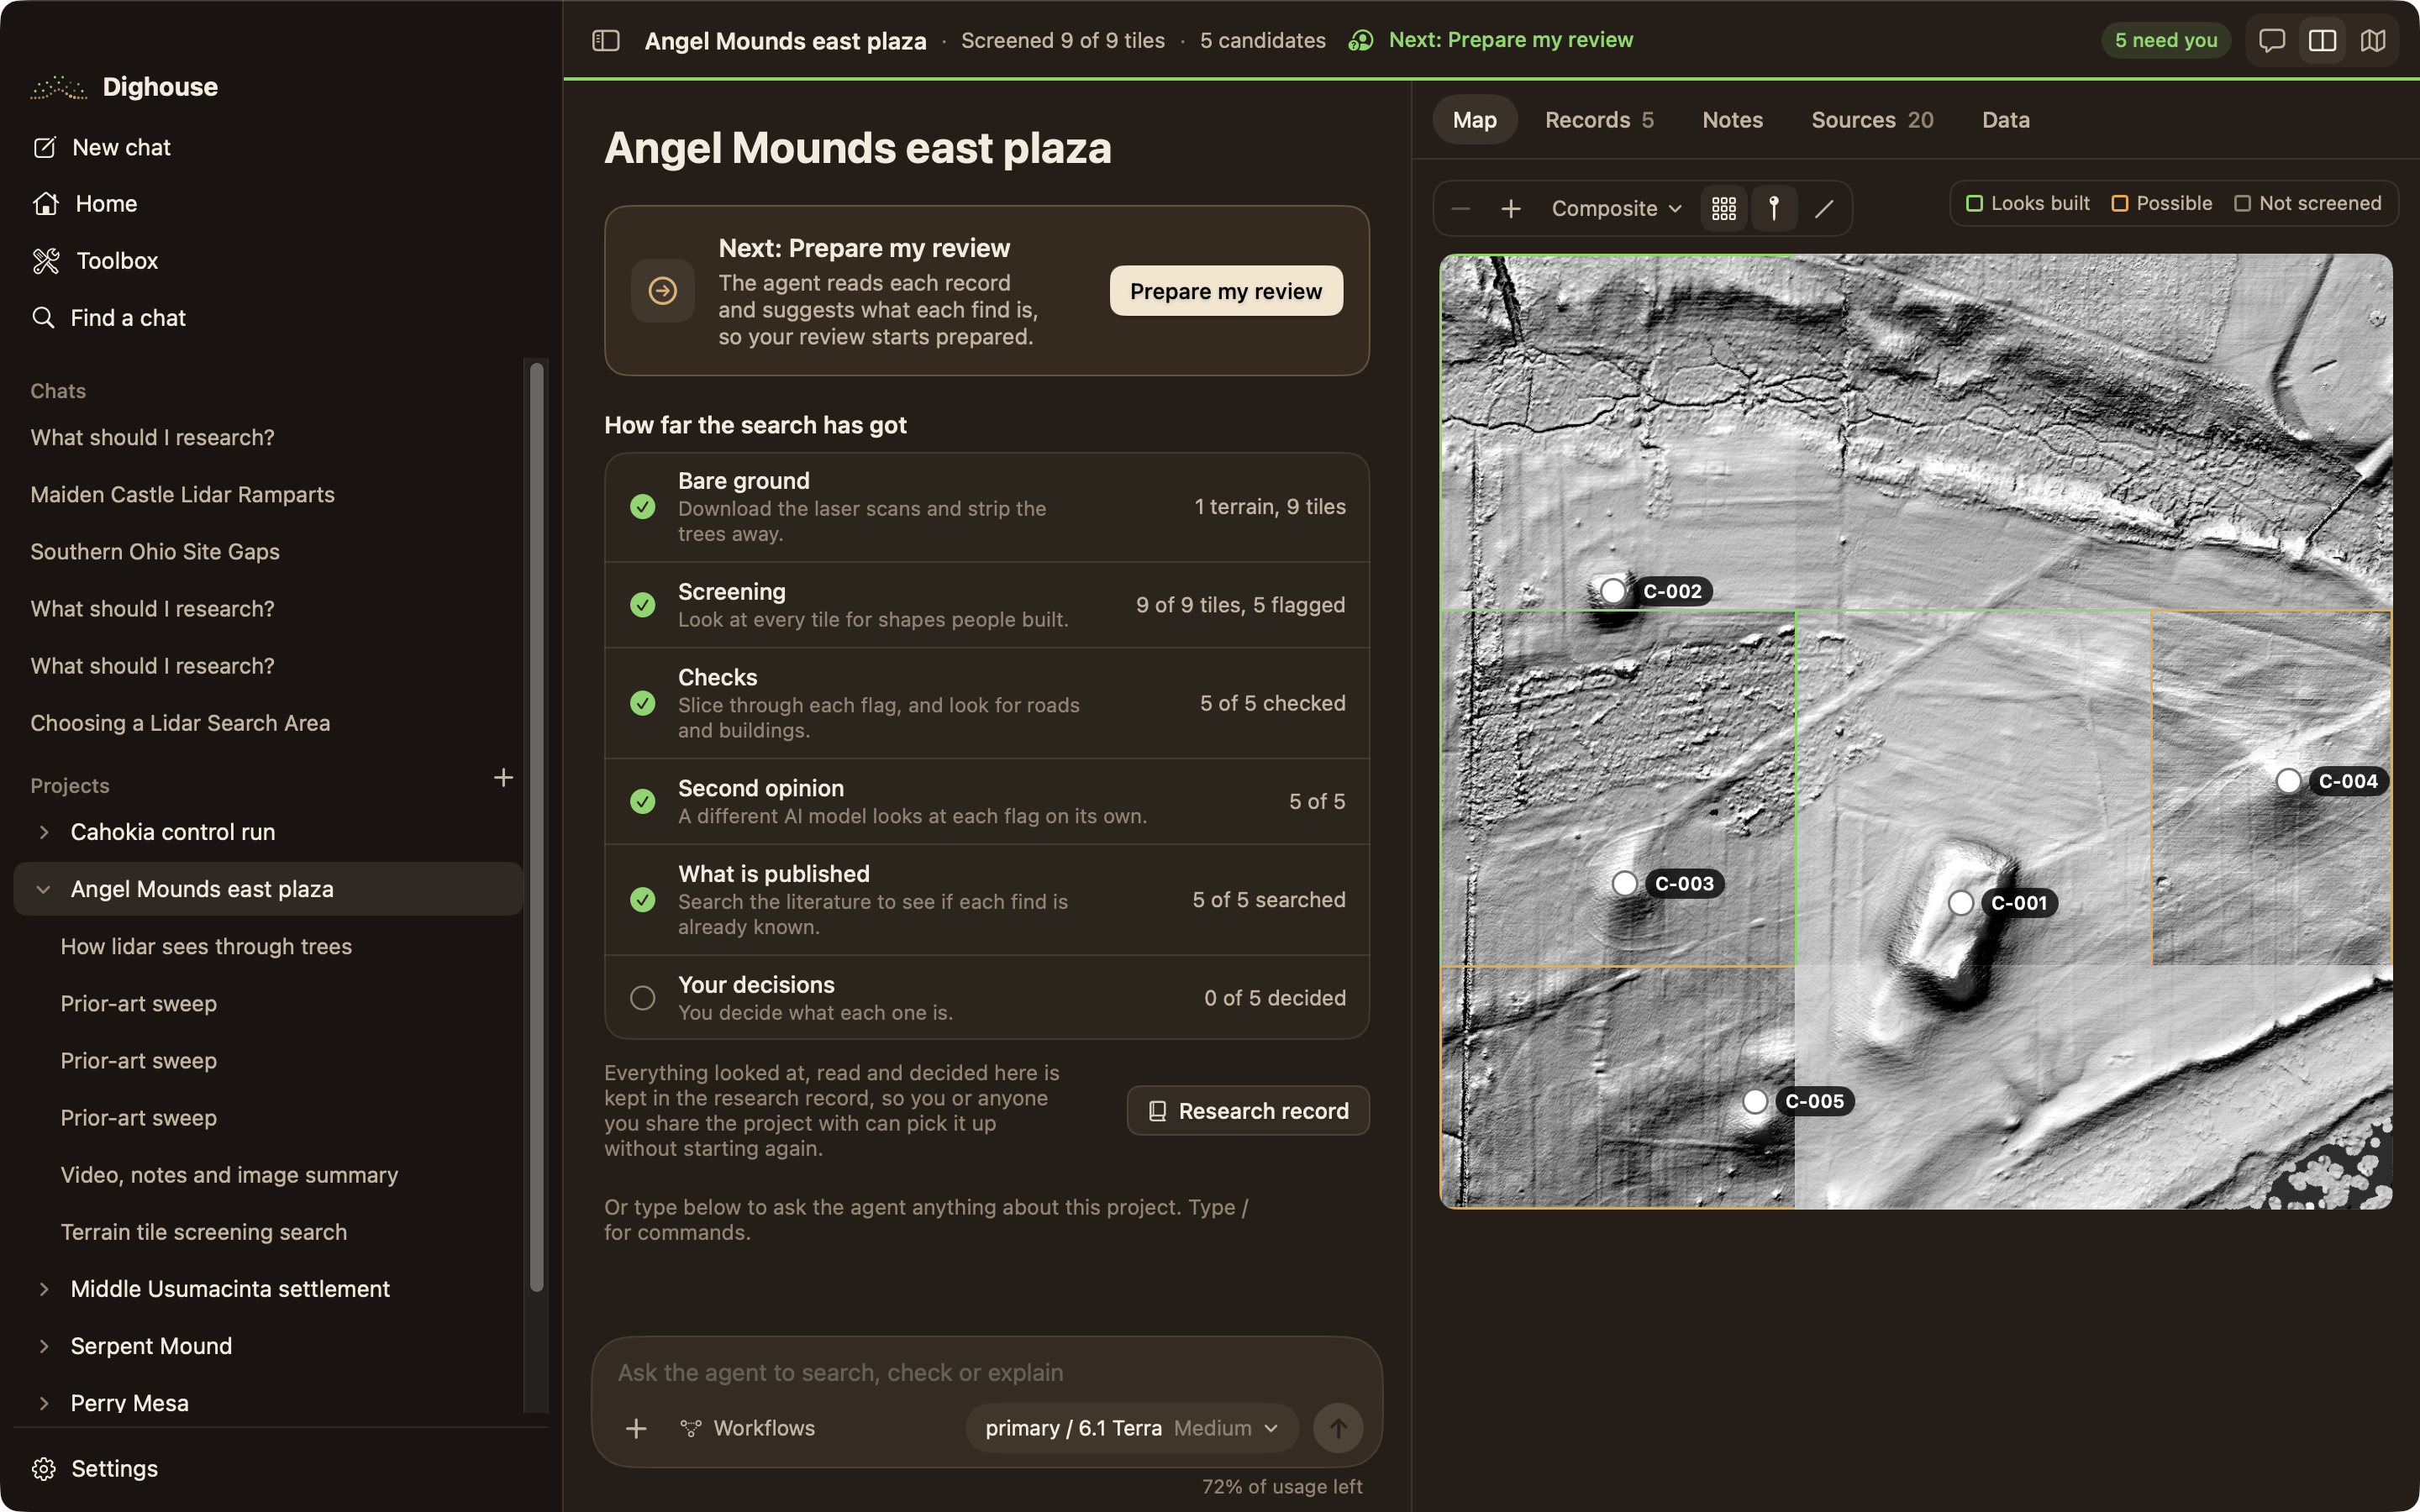 Dighouse
New chat
Home
Toolbox
Find a chat
Chats
What should I research?
Maiden Castle Lidar Ramparts
Southern Ohio Site Gaps
What should I research?
What should I research?
Choosing a Lidar Search Area
Projects
Cahokia control run
Angel Mounds east plaza
How lidar sees through trees
Prior-art sweep
Prior-art sweep
Prior-art sweep
Video, notes and image summary
Terrain tile screening search
Middle Usumacinta settlement
Serpent Mound
Perry Mesa
Settings
Angel Mounds east plaza · Screened 9 of 9 tiles · 5 candidates Next: Prepare my review
5 need you
Angel Mounds east plaza
Next: Prepare my review
The agent reads each record
and suggests what each find is,
so your review starts prepared.
Prepare my review
How far the search has got
Bare ground
Download the laser scans and strip the
trees away.
1 terrain, 9 tiles
Screening
Look at every tile for shapes people built.
9 of 9 tiles, 5 flagged
Checks
Slice through each flag, and look for roads
and buildings.
5 of 5 checked
Second opinion
A different AI model looks at each flag on its own.
5 of 5
What is published
Search the literature to see if each find is
already known.
5 of 5 searched
Your decisions
You decide what each one is.
0 of 5 decided
Everything looked at, read and decided here is
kept in the research record, so you or anyone
you share the project with can pick it up
without starting again.
Research record
Or type below to ask the agent anything about this project. Type /
for commands.
Ask the agent to search, check or explain
Workflows
primary / 6.1 Terra Medium
72% of usage left
Map
Records 5
Notes
Sources 20
Data
Composite
Looks built
Possible
Not screened
C-002
C-004
C-003
C-001
C-005